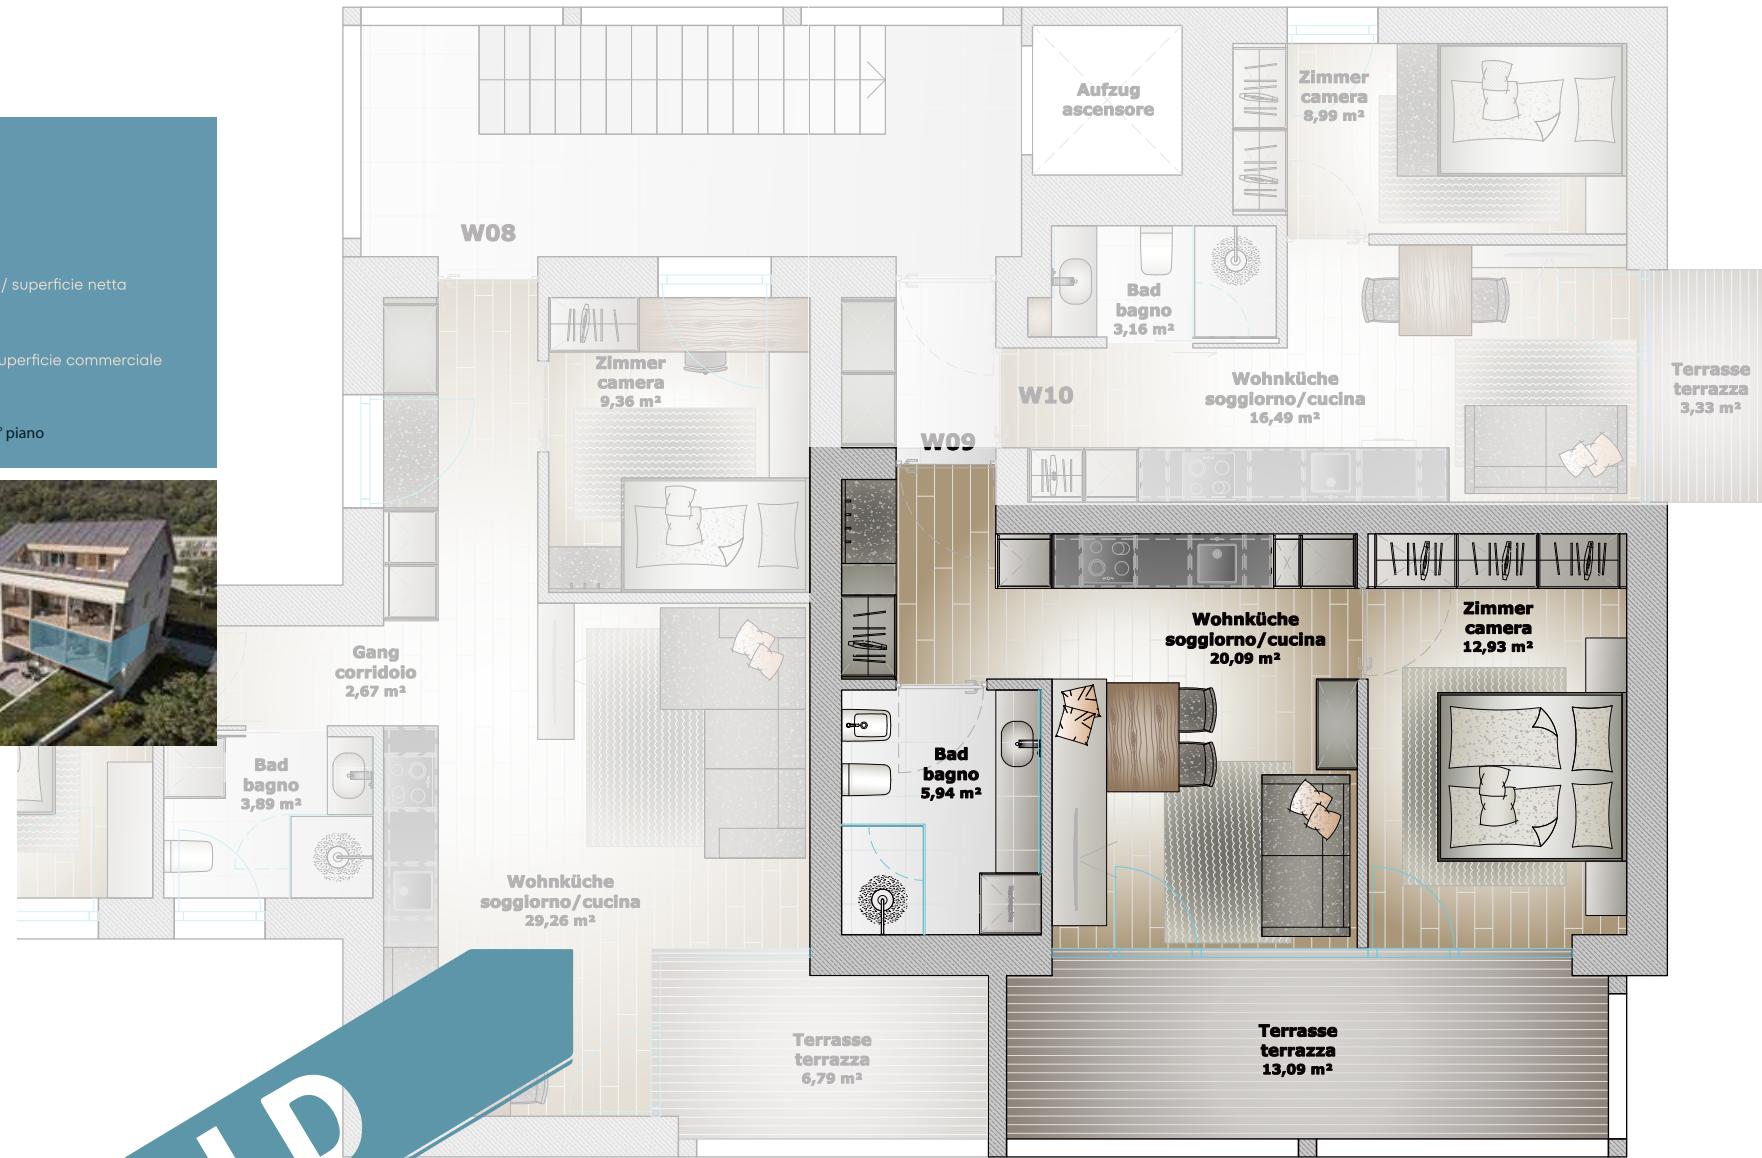 / superficie netta
superficie commerciale
° piano
Aufzug
ascensore
Zimmer
camera
8,99 m²
W08
Bad
bagno
3,16 m²
Zimmer
camera
9,36 m²
W10
Wohnküche
soggiorno/cucina
16,49 m²
Terrasse
terrazza
3,33 m²
W09
Gang
corridoio
2,67 m²
Wohnküche
soggiorno/cucina
20,09 m²
Zimmer
camera
12,93 m²
Bad
bagno
3,89 m²
Bad
bagno
5,94 m²
Wohnküche
soggiorno/cucina
29,26 m²
Terrasse
terrazza
6,79 m²
Terrasse
terrazza
13,09 m²
LD